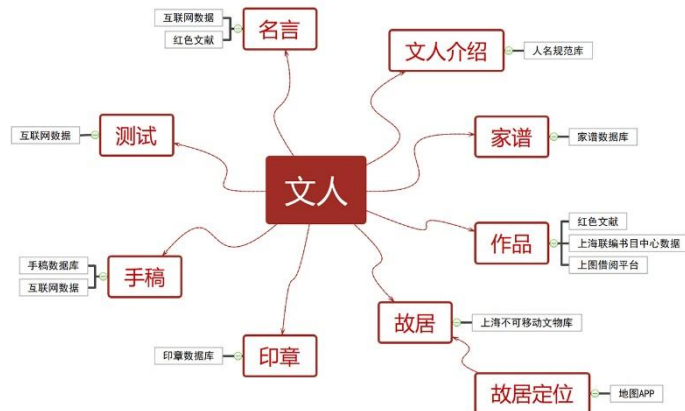 互联网数据
红色文献
名言
文人介绍
人名规范库
互联网数据
测试
家谱
家谱数据库
文人
作品
红色文献
上海联编书目中心数据
上图借阅平台
手稿数据库
互联网数据
手稿
故居
上海不可移动文物库
印章数据库
印章
故居定位
地图APP